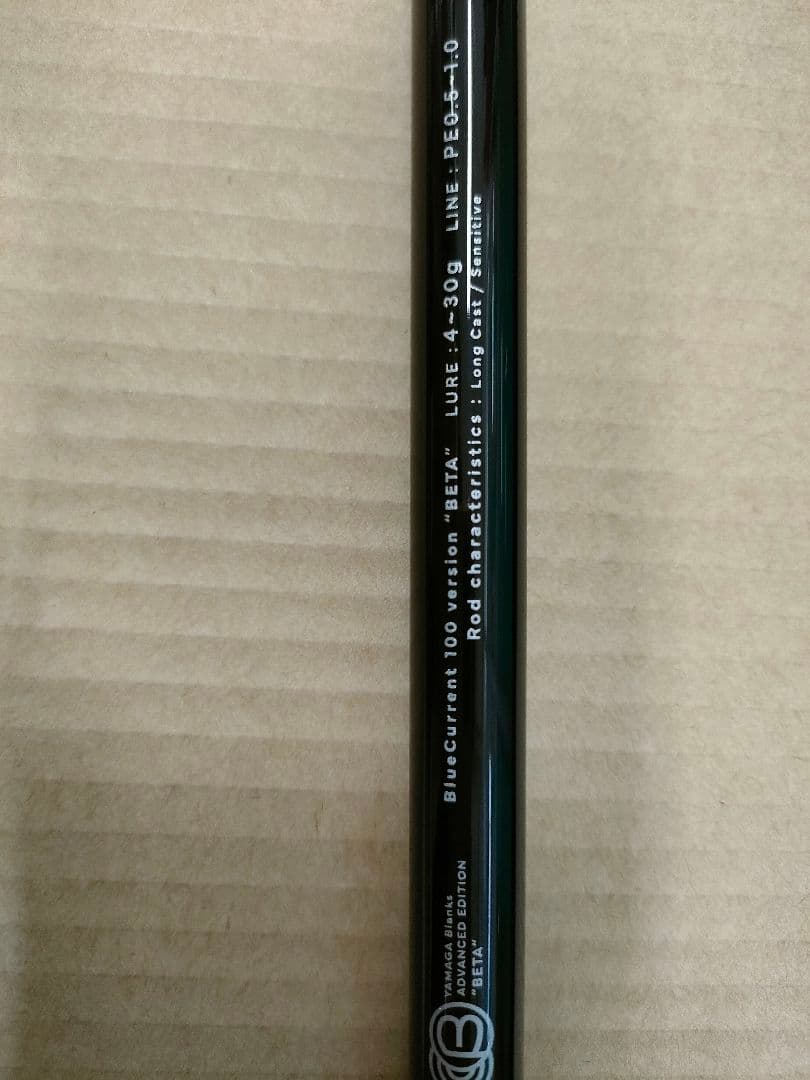 YAMAGA Blanks
ADVANCED EDITION
"BETA"
BlueCurrent 100 version "BETA" LURE : 4~30g LINE : PE0.5~1.0
Rod characteristics : Long Cast / Sensitive